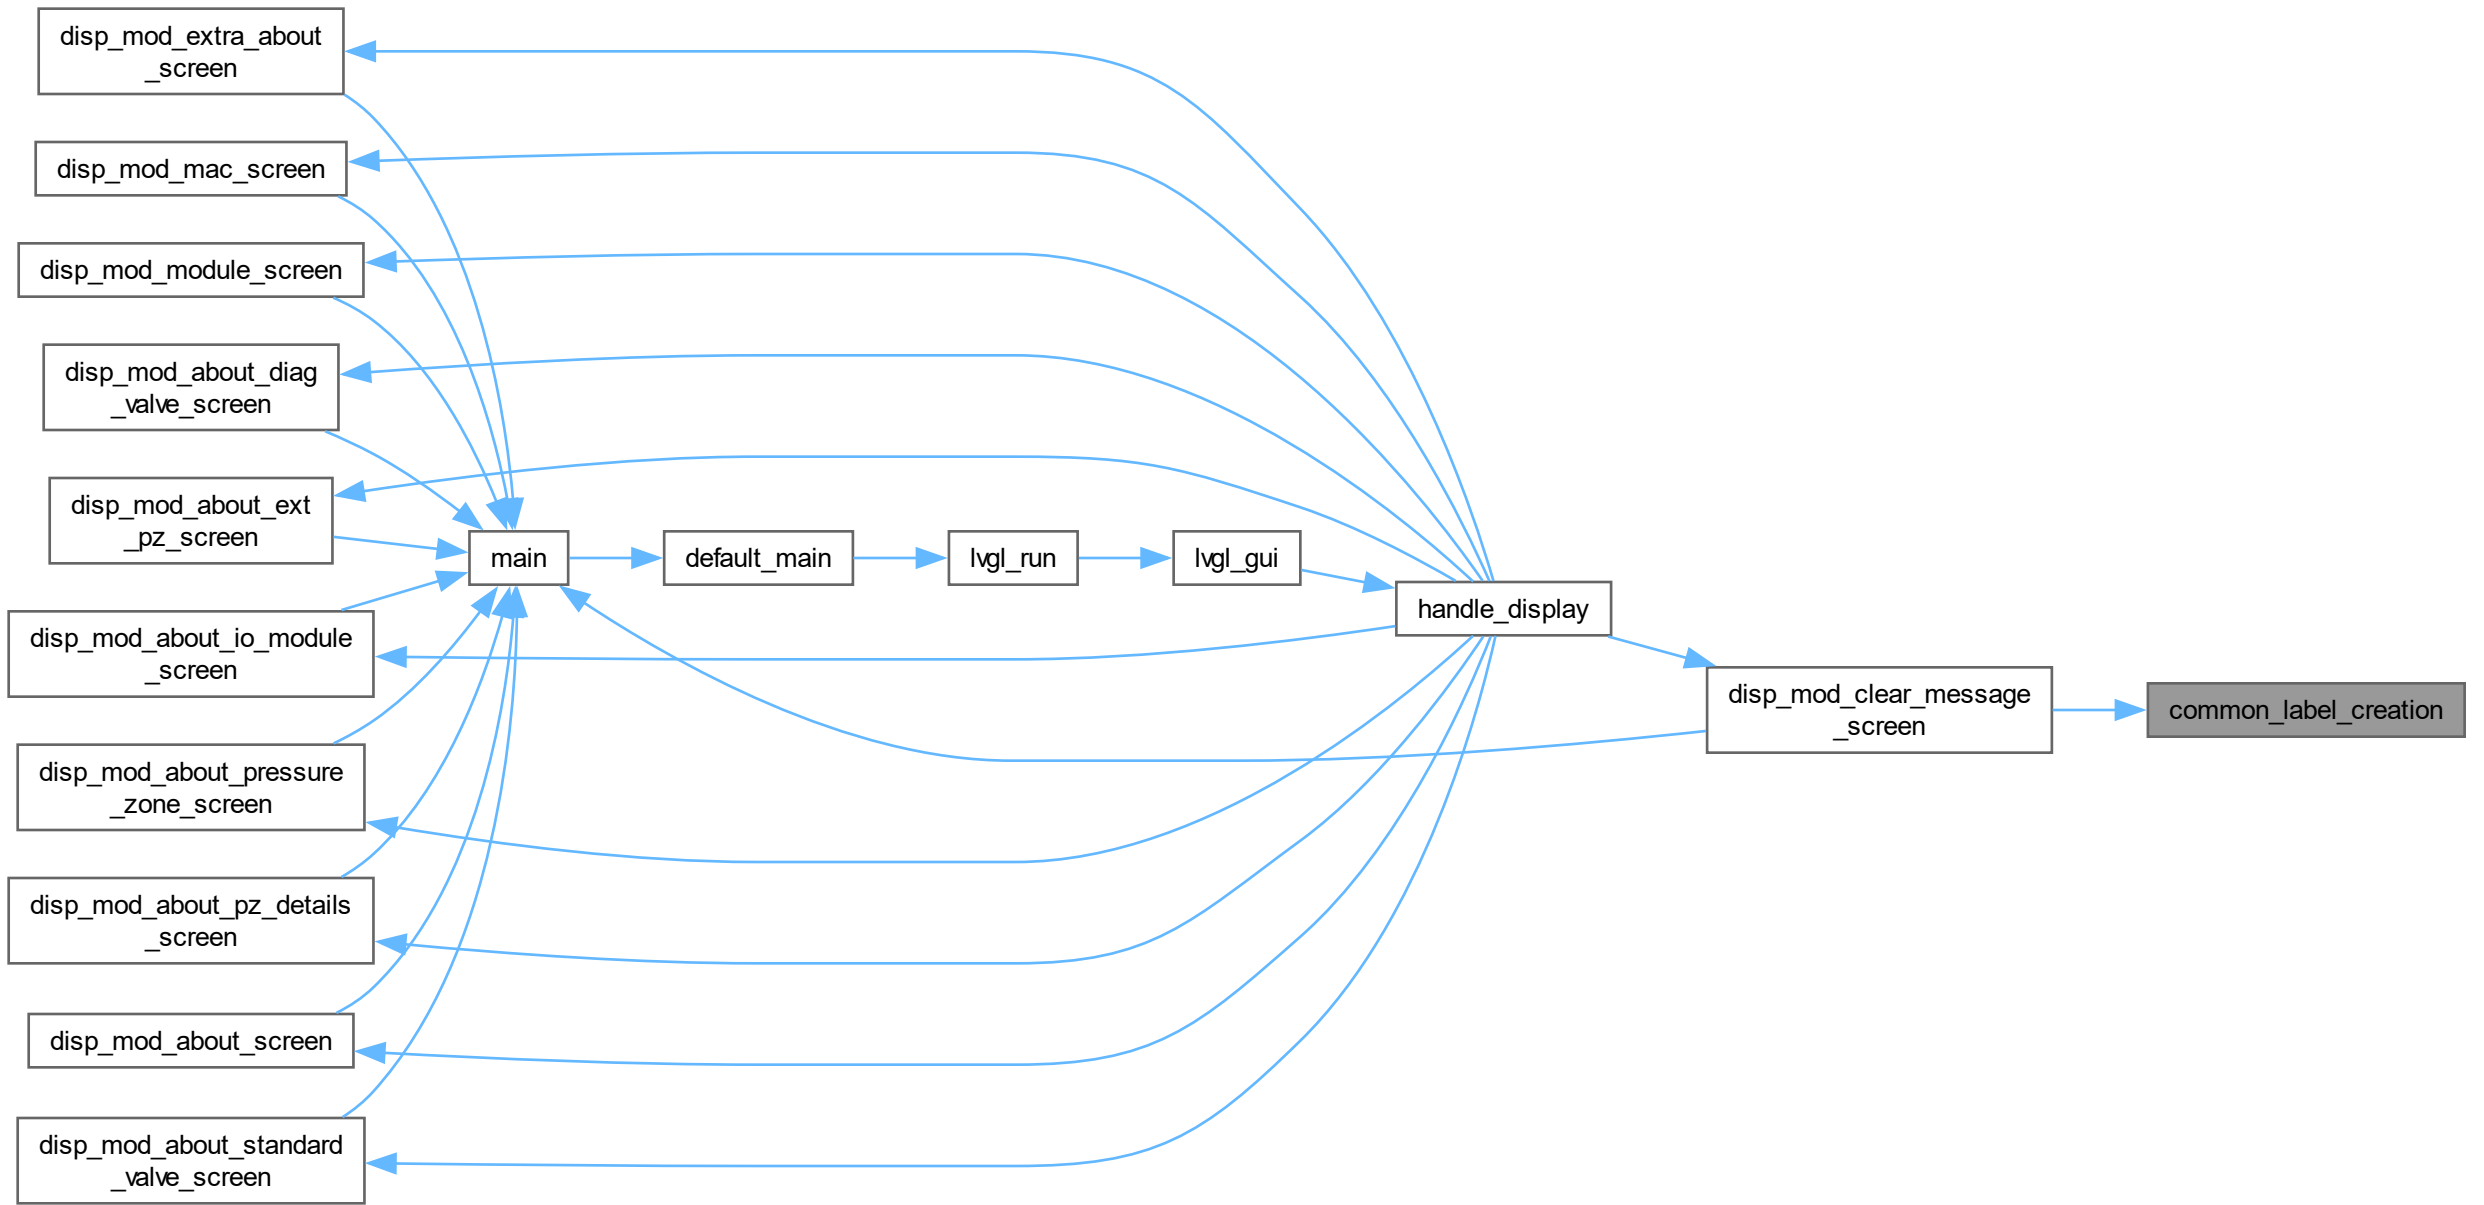 disp_mod_extra_about
_screen
disp_mod_mac_screen
disp_mod_module_screen
disp_mod_about_diag
_valve_screen
disp_mod_about_ext
_pz_screen
disp_mod_about_io_module
_screen
disp_mod_about_pressure
_zone_screen
disp_mod_about_pz_details
_screen
disp_mod_about_screen
disp_mod_about_standard
_valve_screen
main
default_main
lvgl_run
lvgl_gui
handle_display
disp_mod_clear_message
_screen
common_label_creation